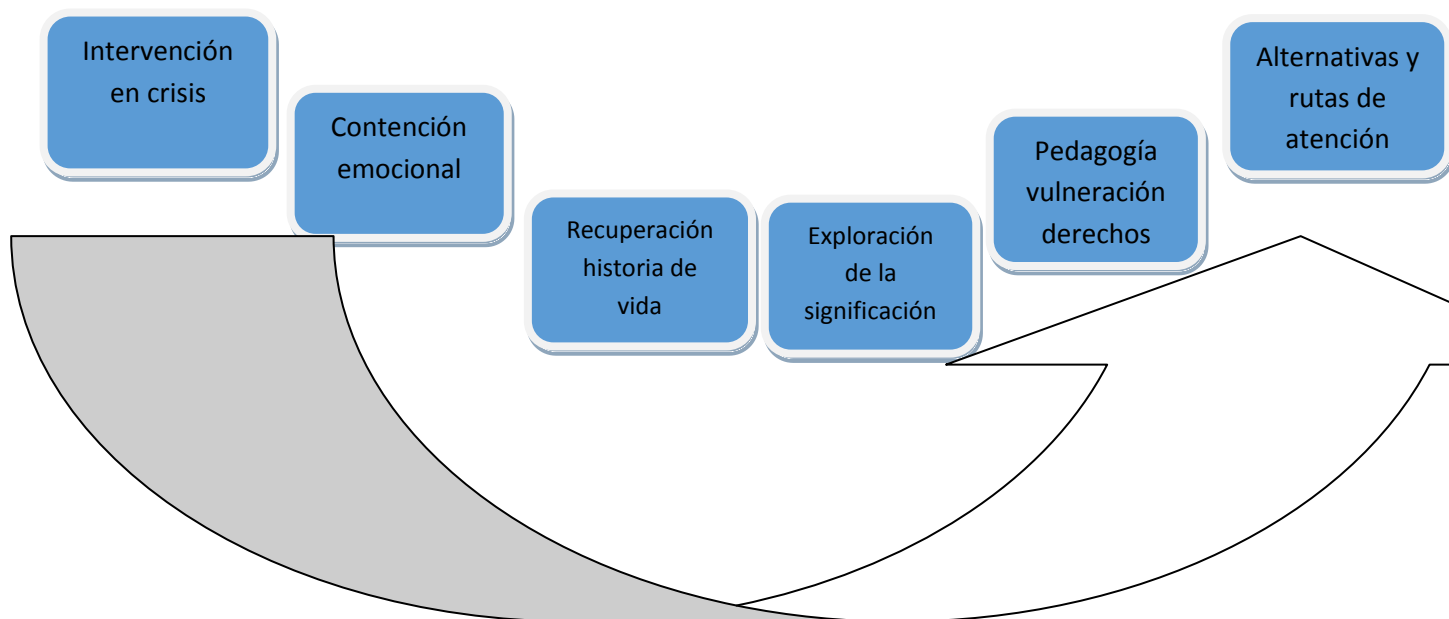 Intervención
en crisis
Contención
emocional
Recuperación
historia de
vida
Exploración
de la
significación
Pedagogía
vulneración
derechos
Alternativas y
rutas de
atención